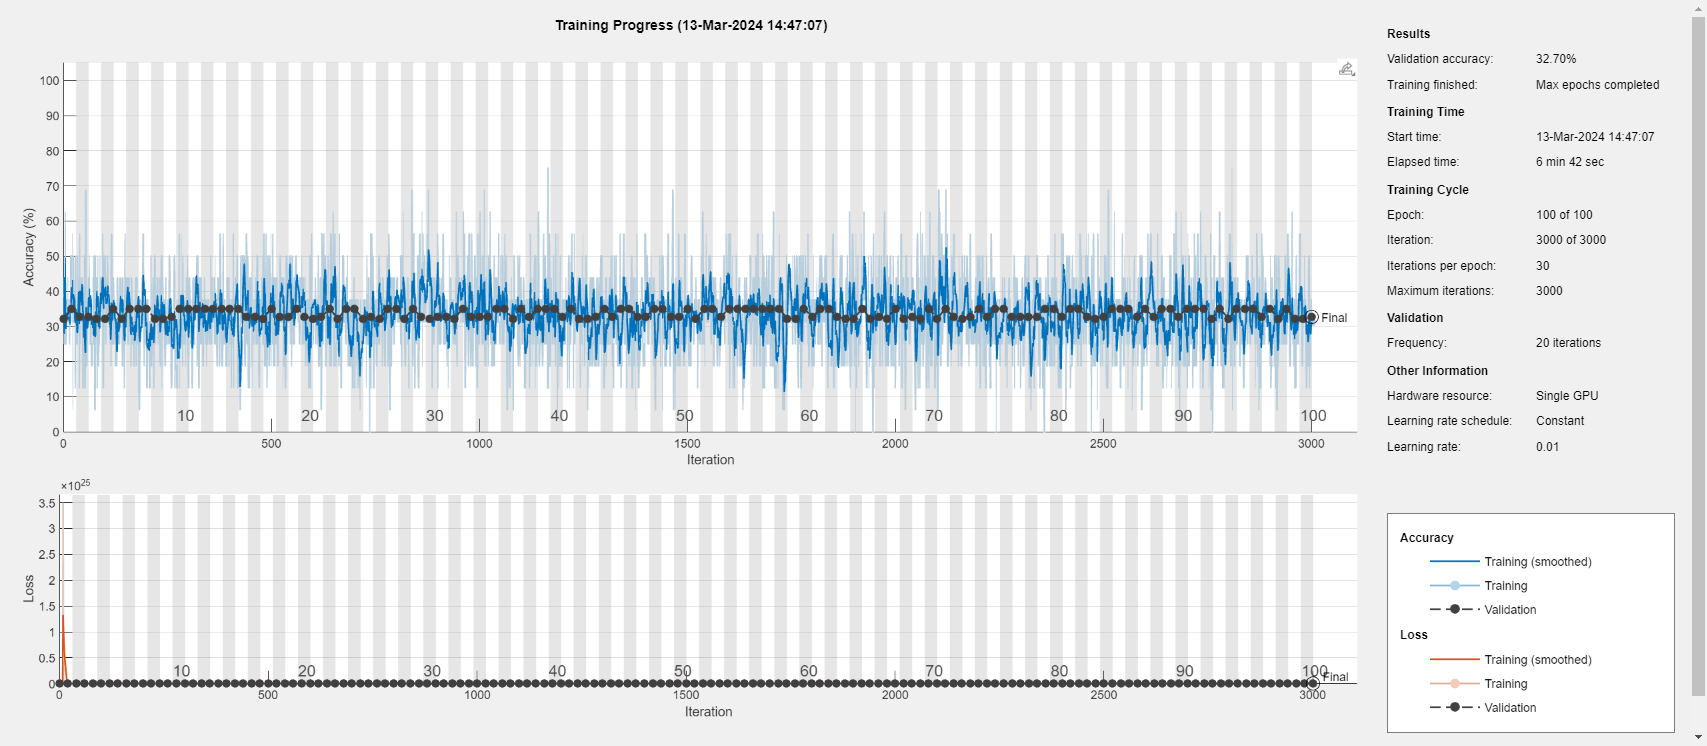 Training Progress (13-Mar-2024 14:47:07)
100
90
80
70
60
50
40
30
20
10
0
Accuracy (%)
10 20 30 40 50 60 70 80 90 100
0 500 1000 1500 2000 2500 3000
Iteration
Final
×10^25
3.5
3
2.5
2
1.5
1
0.5
0
Loss
10 20 30 40 50 60 70 80 90 100
0 500 1000 1500 2000 2500 3000
Iteration
Final
Results
Validation accuracy: 32.70%
Training finished: Max epochs completed
Training Time
Start time: 13-Mar-2024 14:47:07
Elapsed time: 6 min 42 sec
Training Cycle
Epoch: 100 of 100
Iteration: 3000 of 3000
Iterations per epoch: 30
Maximum iterations: 3000
Validation
Frequency: 20 iterations
Other Information
Hardware resource: Single GPU
Learning rate schedule: Constant
Learning rate: 0.01
Accuracy
Training (smoothed)
Training
Validation
Loss
Training (smoothed)
Training
Validation